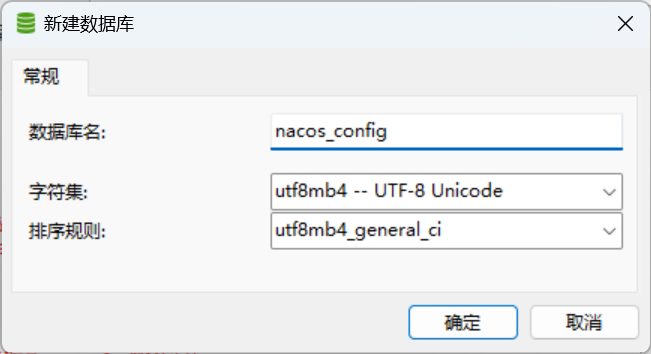 新建数据库
常规
数据库名: nacos_config
字符集: utf8mb4 -- UTF-8 Unicode
排序规则: utf8mb4_general_ci
确定 取消